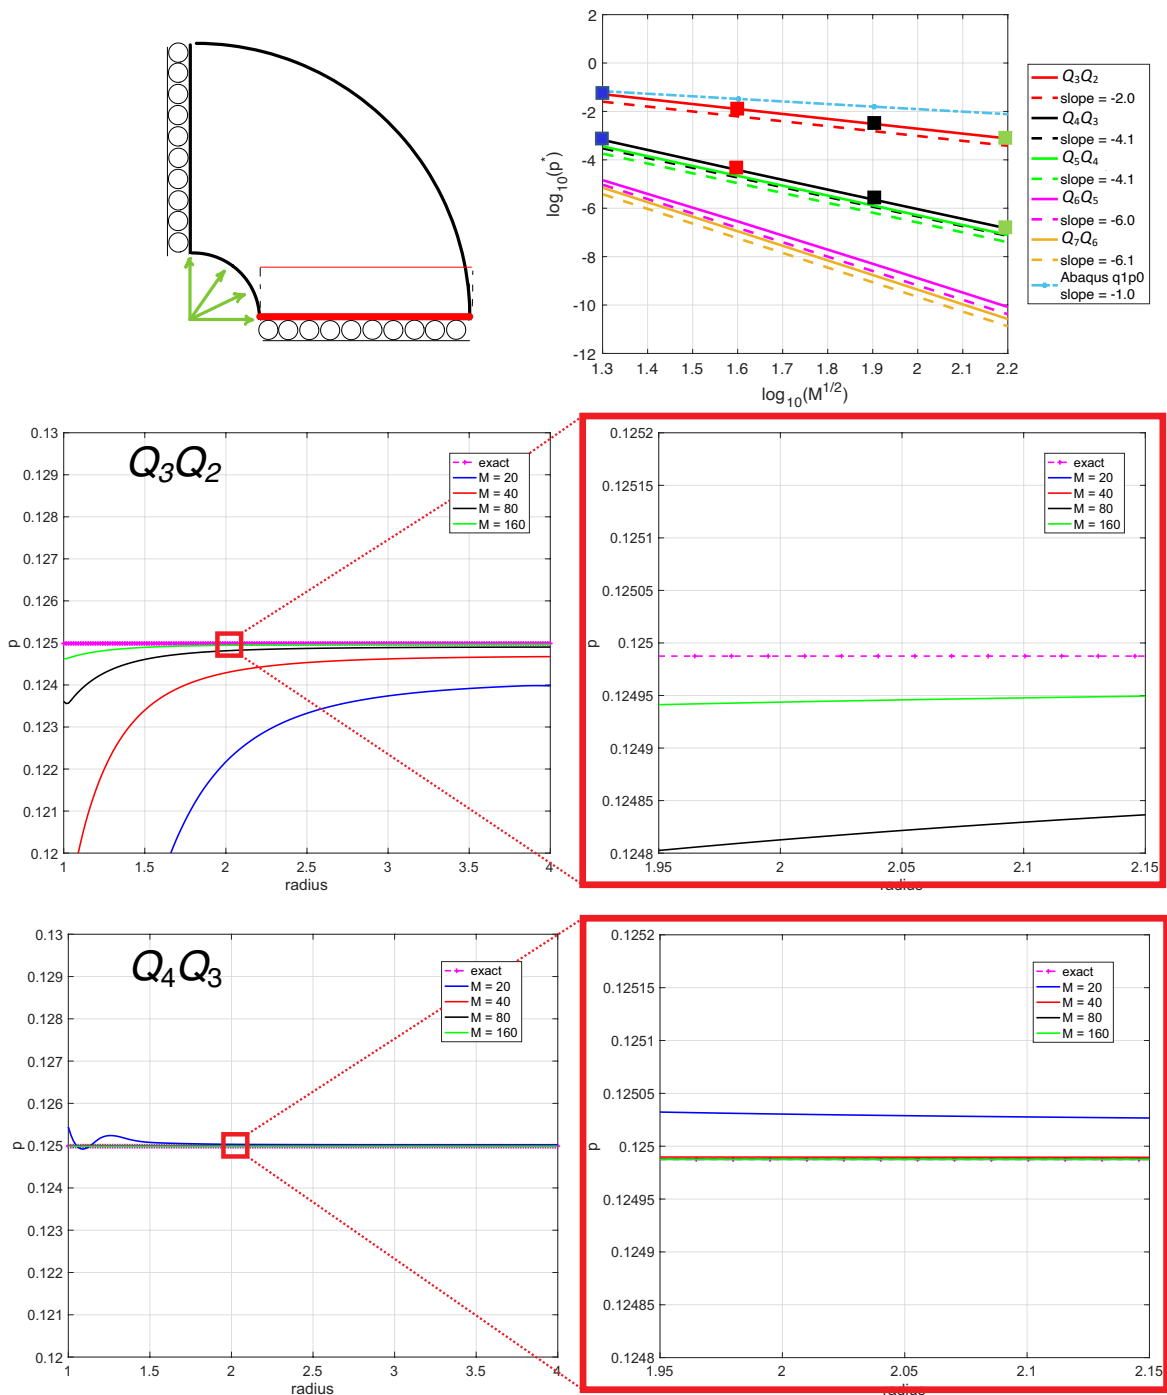 2
0
-2
-4
-6
-8
-10
-12
log10(p*)
1.3 1.4 1.5 1.6 1.7 1.8 1.9 2 2.1 2.2
log10(M1/2)
Q3Q2
slope = -2.0
Q4Q3
slope = -4.1
Q5Q4
slope = -4.1
Q6Q5
slope = -6.0
Q7Q6
slope = -6.1
Abaqus q1p0
slope = -1.0
Q3Q2
0.13
0.129
0.128
0.127
0.126
0.125
0.124
0.123
0.122
0.121
0.12
p
1 1.5 2 2.5 3 3.5 4
radius
exact
M = 20
M = 40
M = 80
M = 160
0.1252
0.12515
0.1251
0.12505
0.125
0.12495
0.1249
0.12485
0.1248
p
1.95 2 2.05 2.1 2.15
radius
exact
M = 20
M = 40
M = 80
M = 160
Q4Q3
0.13
0.129
0.128
0.127
0.126
0.125
0.124
0.123
0.122
0.121
0.12
p
1 1.5 2 2.5 3 3.5 4
radius
exact
M = 20
M = 40
M = 80
M = 160
0.1252
0.12515
0.1251
0.12505
0.125
0.12495
0.1249
0.12485
0.1248
p
1.95 2 2.05 2.1 2.15
radius
exact
M = 20
M = 40
M = 80
M = 160